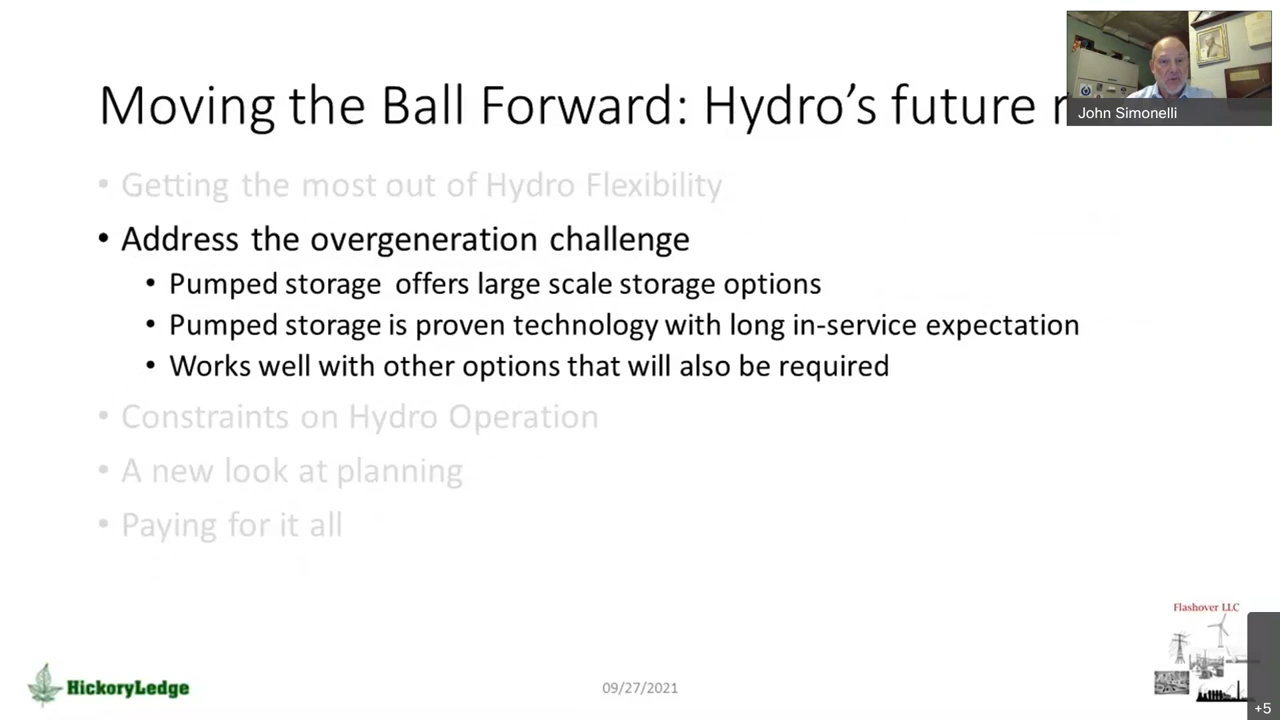 Moving the Ball Forward: Hydro's future
John Simonelli
• Getting the most out of Hydro Flexibility
• Address the overgeneration challenge
• Pumped storage offers large scale storage options
• Pumped storage is proven technology with long in-service expectation
• Works well with other options that will also be required
• Constraints on Hydro Operation
• A new look at planning
• Paying for it all
Flashover LLC
HickoryLedge
09/27/2021
+5